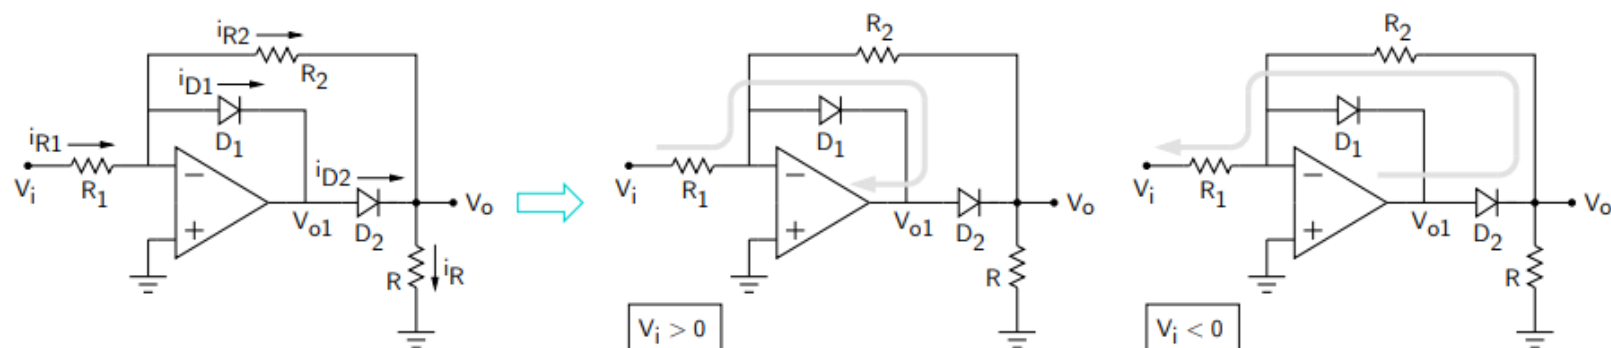 iR2
R2
iD1
D1
iR1
Vi
R1
−
+
iD2
Vo1
D2
Vo
R
iR
R2
D1
Vi
R1
−
+
Vo1
D2
Vo
R
Vi > 0
R2
D1
Vi
R1
−
+
Vo1
D2
Vo
R
Vi < 0